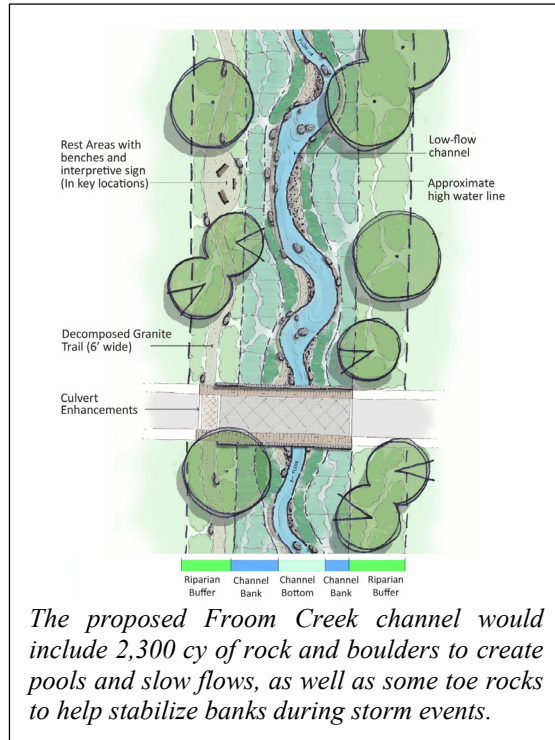 FLOW
Rest Areas with
benches and
interpretive sign
(In key locations)
Low-flow
channel
Approximate
high water line
Decomposed Granite
Trail (6' wide)
Culvert
Enhancements
FLOW
Riparian
Buffer
Channel
Bank
Channel
Bottom
Channel
Bank
Riparian
Buffer
The proposed Froom Creek channel would
include 2,300 cy of rock and boulders to create
pools and slow flows, as well as some toe rocks
to help stabilize banks during storm events.